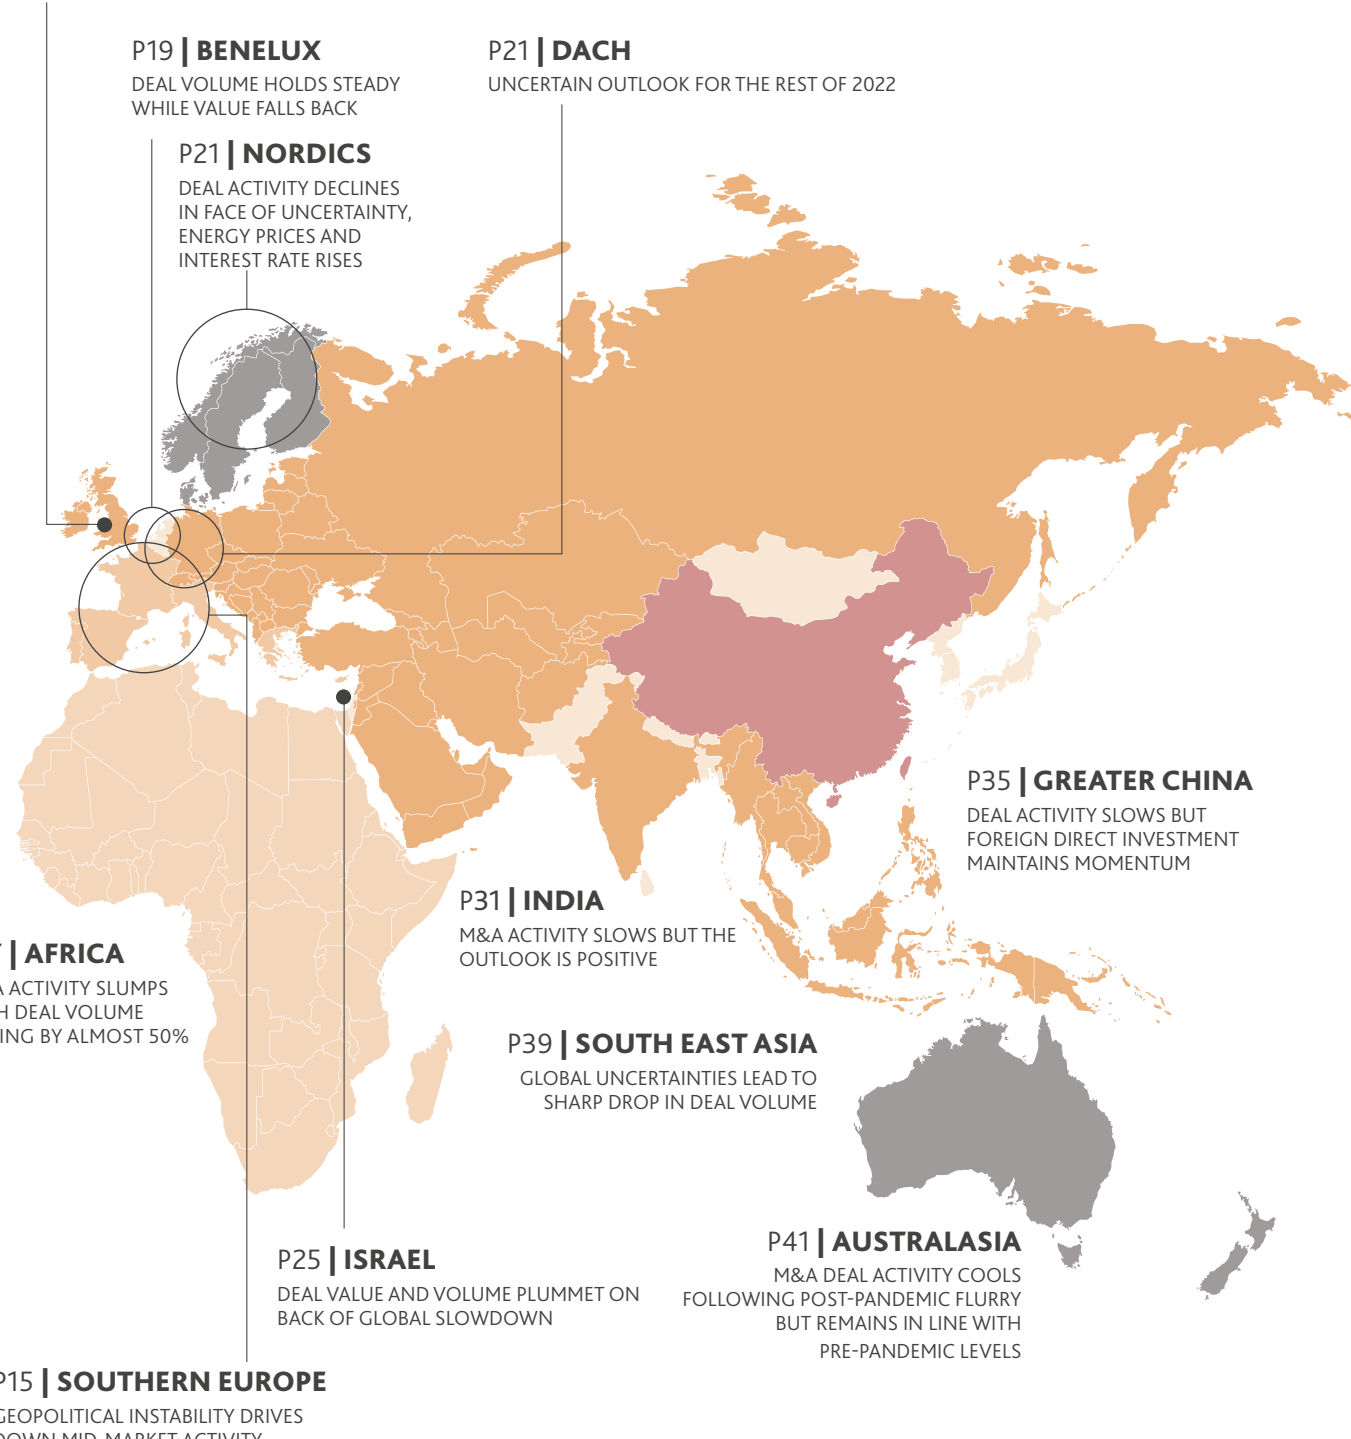 P19 | BENELUX
DEAL VOLUME HOLDS STEADY
WHILE VALUE FALLS BACK
P21 | DACH
UNCERTAIN OUTLOOK FOR THE REST OF 2022
P21 | NORDICS
DEAL ACTIVITY DECLINES
IN FACE OF UNCERTAINTY,
ENERGY PRICES AND
INTEREST RATE RISES
P35 | GREATER CHINA
DEAL ACTIVITY SLOWS BUT
FOREIGN DIRECT INVESTMENT
MAINTAINS MOMENTUM
P31 | INDIA
M&A ACTIVITY SLOWS BUT THE
OUTLOOK IS POSITIVE
| AFRICA
ACTIVITY SLUMPS
DEAL VOLUME
BY ALMOST 50%
P39 | SOUTH EAST ASIA
GLOBAL UNCERTAINTIES LEAD TO
SHARP DROP IN DEAL VOLUME
P41 | AUSTRALASIA
M&A DEAL ACTIVITY COOLS
FOLLOWING POST-PANDEMIC FLURRY
BUT REMAINS IN LINE WITH
PRE-PANDEMIC LEVELS
P25 | ISRAEL
DEAL VALUE AND VOLUME PLUMMET ON
BACK OF GLOBAL SLOWDOWN
P15 | SOUTHERN EUROPE
GEOPOLITICAL INSTABILITY DRIVES
DOWN MID-MARKET ACTIVITY